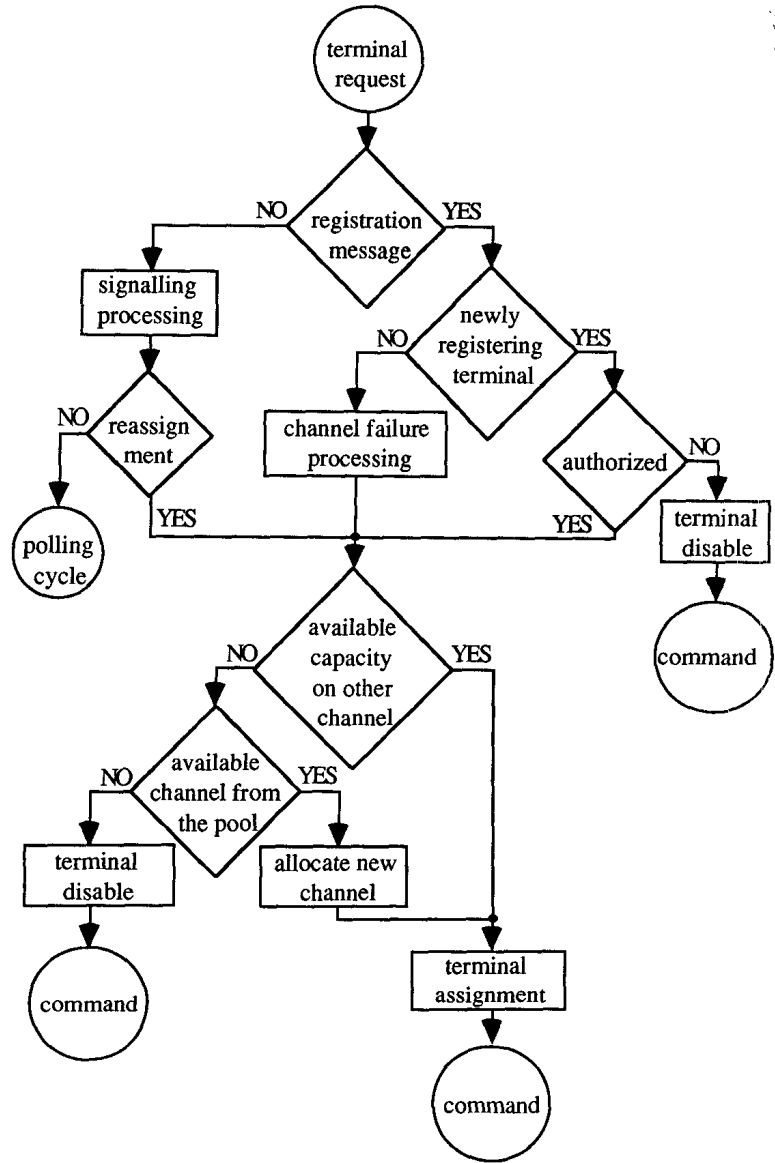 terminal
request
NO
YES
registration
message
signalling
processing
newly
registering
terminal
NO
YES
NO
reassign
ment
channel failure
processing
authorized
NO
YES
YES
terminal
disable
polling
cycle
available
capacity
on other
channel
NO
YES
command
available
channel from
the pool
NO
YES
terminal
disable
allocate new
channel
terminal
assignment
command
command